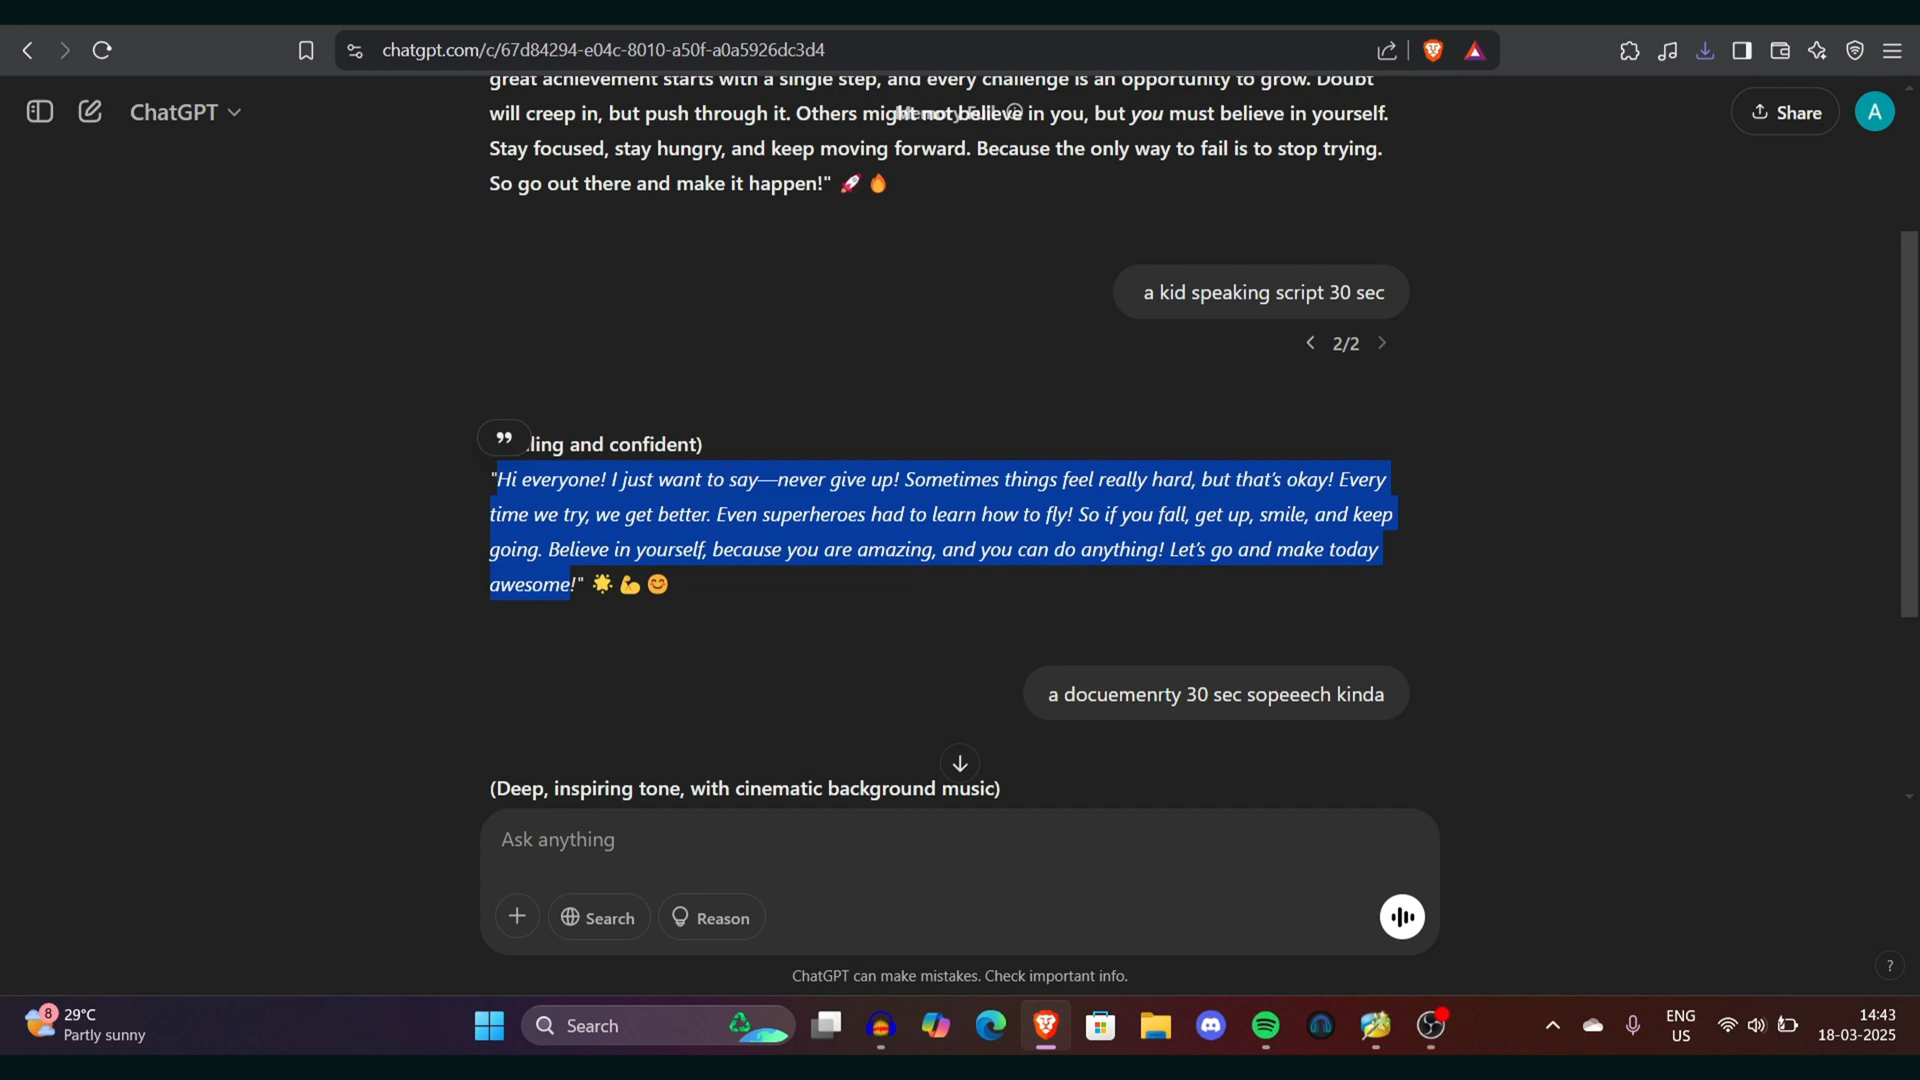 chatgpt.com/c/67d84294-e04c-8010-a50f-a0a5926dc3d4
ChatGPT
Share
A
great achievement starts with a single step, and every challenge is an opportunity to grow. Doubt
will creep in, but push through it. Others might not believe in you, but you must believe in yourself.
Stay focused, stay hungry, and keep moving forward. Because the only way to fail is to stop trying.
So go out there and make it happen!" 🚀 🔥
a kid speaking script 30 sec
2/2
ling and confident)
"Hi everyone! I just want to say—never give up! Sometimes things feel really hard, but that's okay! Every
time we try, we get better. Even superheroes had to learn how to fly! So if you fall, get up, smile, and keep
going. Believe in yourself, because you are amazing, and you can do anything! Let's go and make today
awesome!" 🌟 💪 😊
a docuemenrty 30 sec sopeeech kinda
(Deep, inspiring tone, with cinematic background music)
Ask anything
Search
Reason
ChatGPT can make mistakes. Check important info.
?
8
29°C
Partly sunny
Search
ENG
US
14:43
18-03-2025